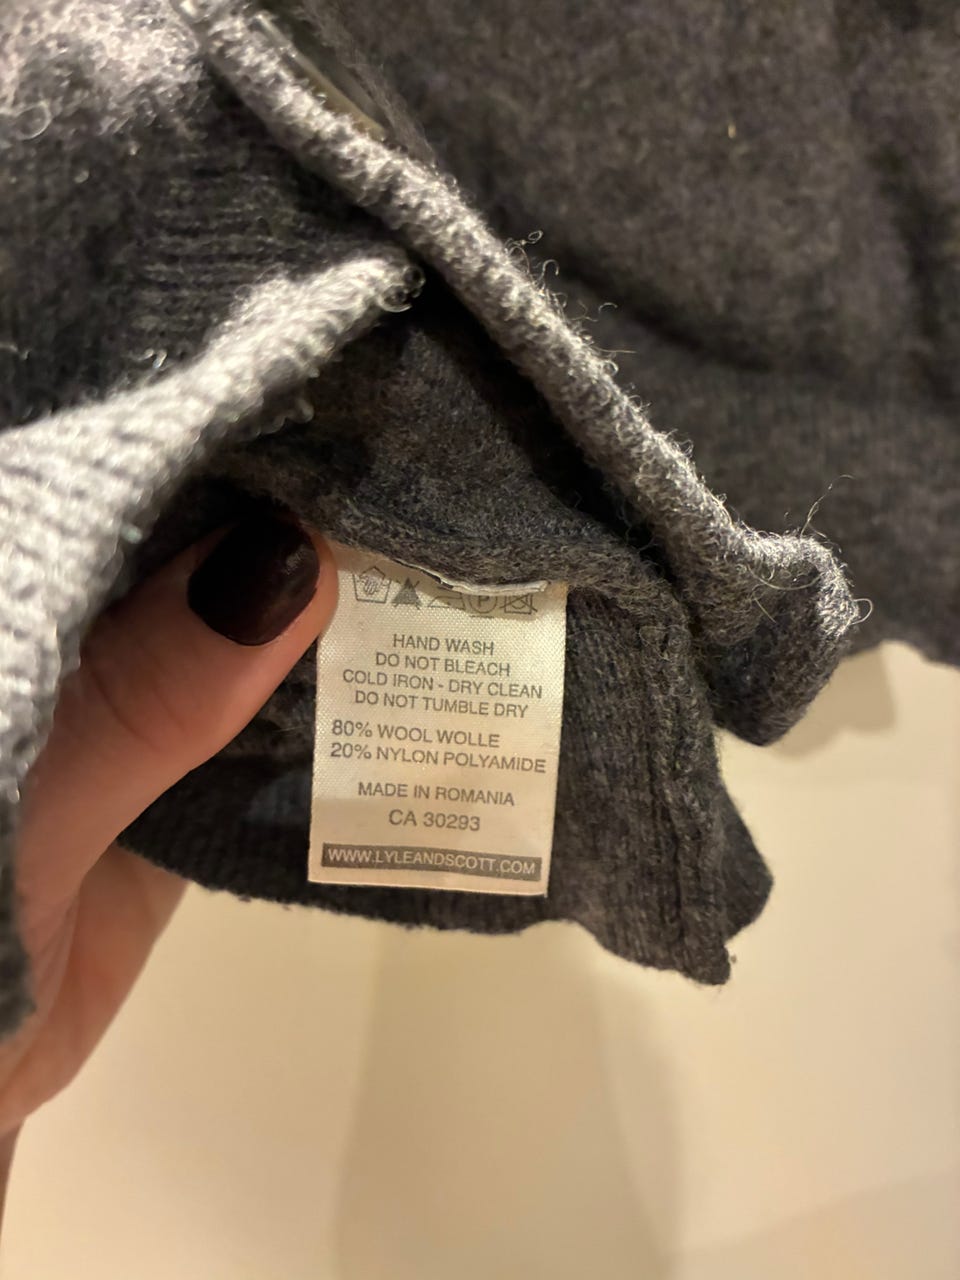 P
HAND WASH
DO NOT BLEACH
COLD IRON - DRY CLEAN
DO NOT TUMBLE DRY
80% WOOL WOLLE
20% NYLON POLYAMIDE
MADE IN ROMANIA
CA 30293
WWW.LYLEANDSCOTT.COM